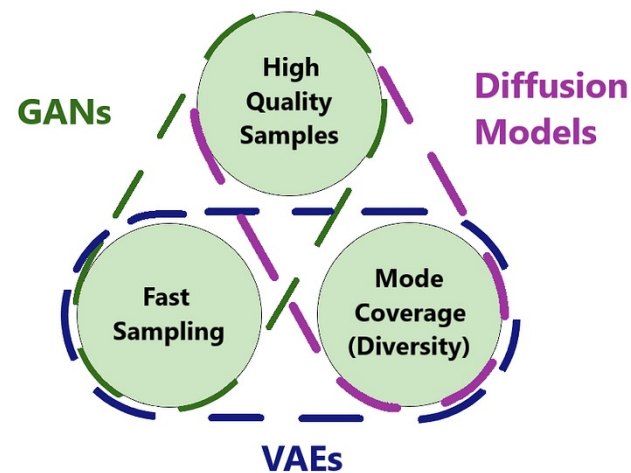 High
Quality
Samples
GANs
Diffusion
Models
Fast
Sampling
Mode
Coverage
(Diversity)
VAEs